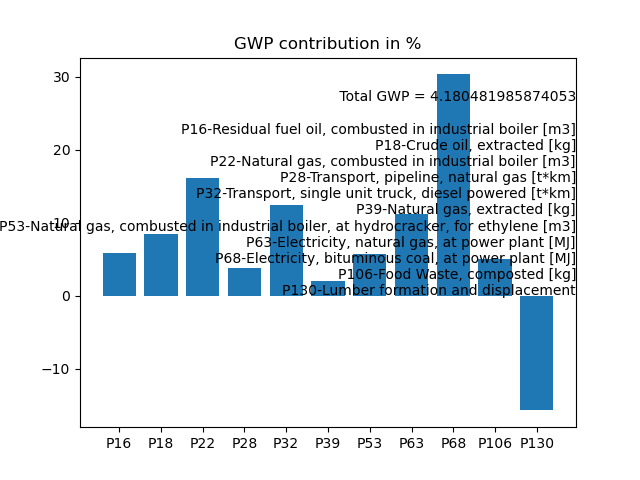 GWP contribution in %
30
Total GWP = 4.180481985874053
P16-Residual fuel oil, combusted in industrial boiler [m3]
20
P18-Crude oil, extracted [kg]
P22-Natural gas, combusted in industrial boiler [m3]
P28-Transport, pipeline, natural gas [t*km]
P32-Transport, single unit truck, diesel powered [t*km]
P39-Natural gas, extracted [kg]
10
P53-Natural gas, combusted in industrial boiler, at hydrocracker, for ethylene [m3]
P63-Electricity, natural gas, at power plant [MJ]
P68-Electricity, bituminous coal, at power plant [MJ]
P106-Food Waste, composted [kg]
0
P130-Lumber formation and displacement
−10
P16 P18 P22 P28 P32 P39 P53 P63 P68 P106 P130